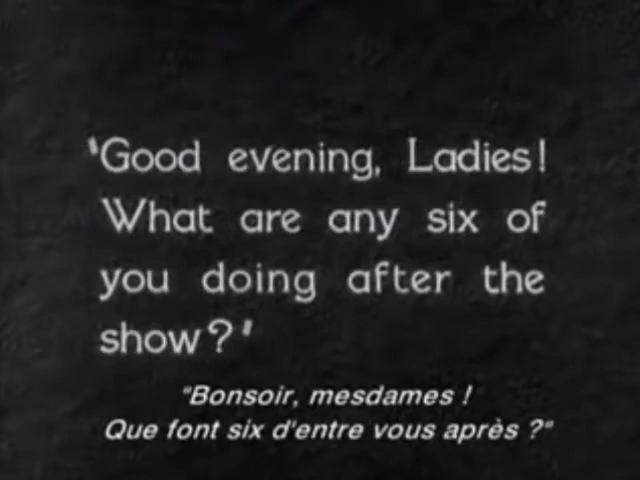 'Good evening, Ladies!
What are any six of
you doing after the
show?'
"Bonsoir, mesdames !
Que font six d'entre vous après ?"